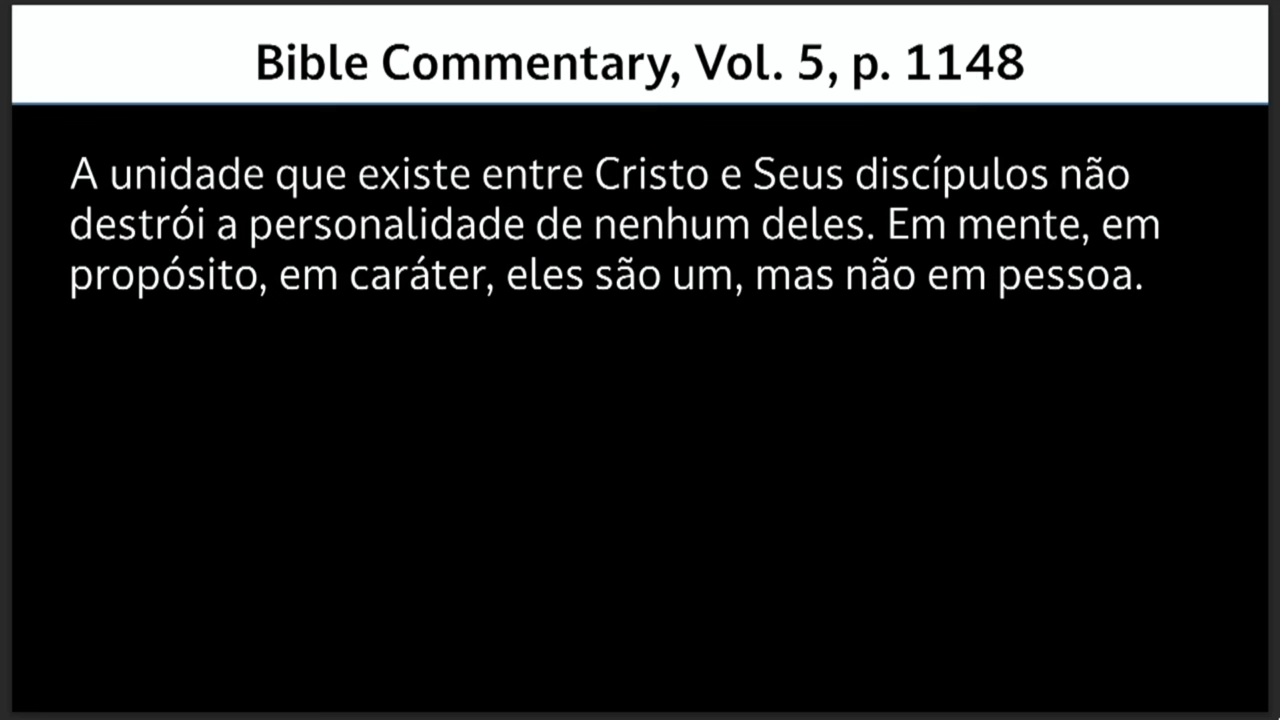 Bible Commentary, Vol. 5, p. 1148
A unidade que existe entre Cristo e Seus discípulos não
destrói a personalidade de nenhum deles. Em mente, em
propósito, em caráter, eles são um, mas não em pessoa.